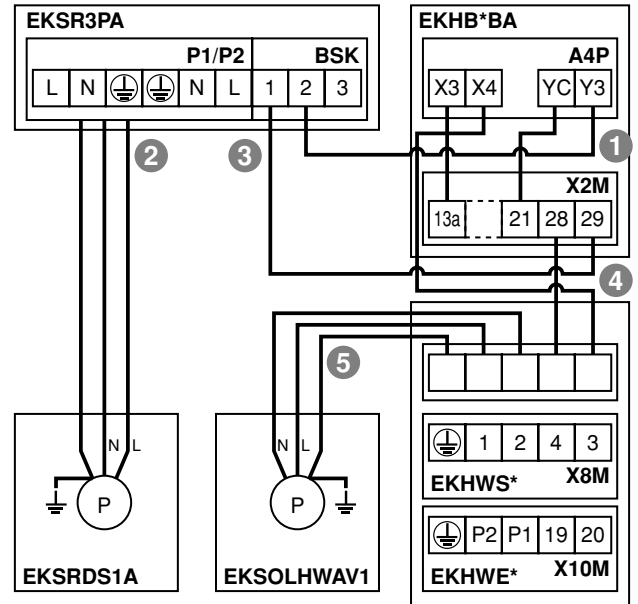 EKSR3PA
P1/P2 BSK
L N N L 1 2 3
EKHB*BA
A4P
X3 X4 YC Y3
1
2
3
X2M
13a 21 28 29
4
5
N L
P
EKSRDS1A
N L
P
EKSOLHWAV1
1 2 4 3
EKHWS* X8M
P2 P1 19 20
EKHWE* X10M